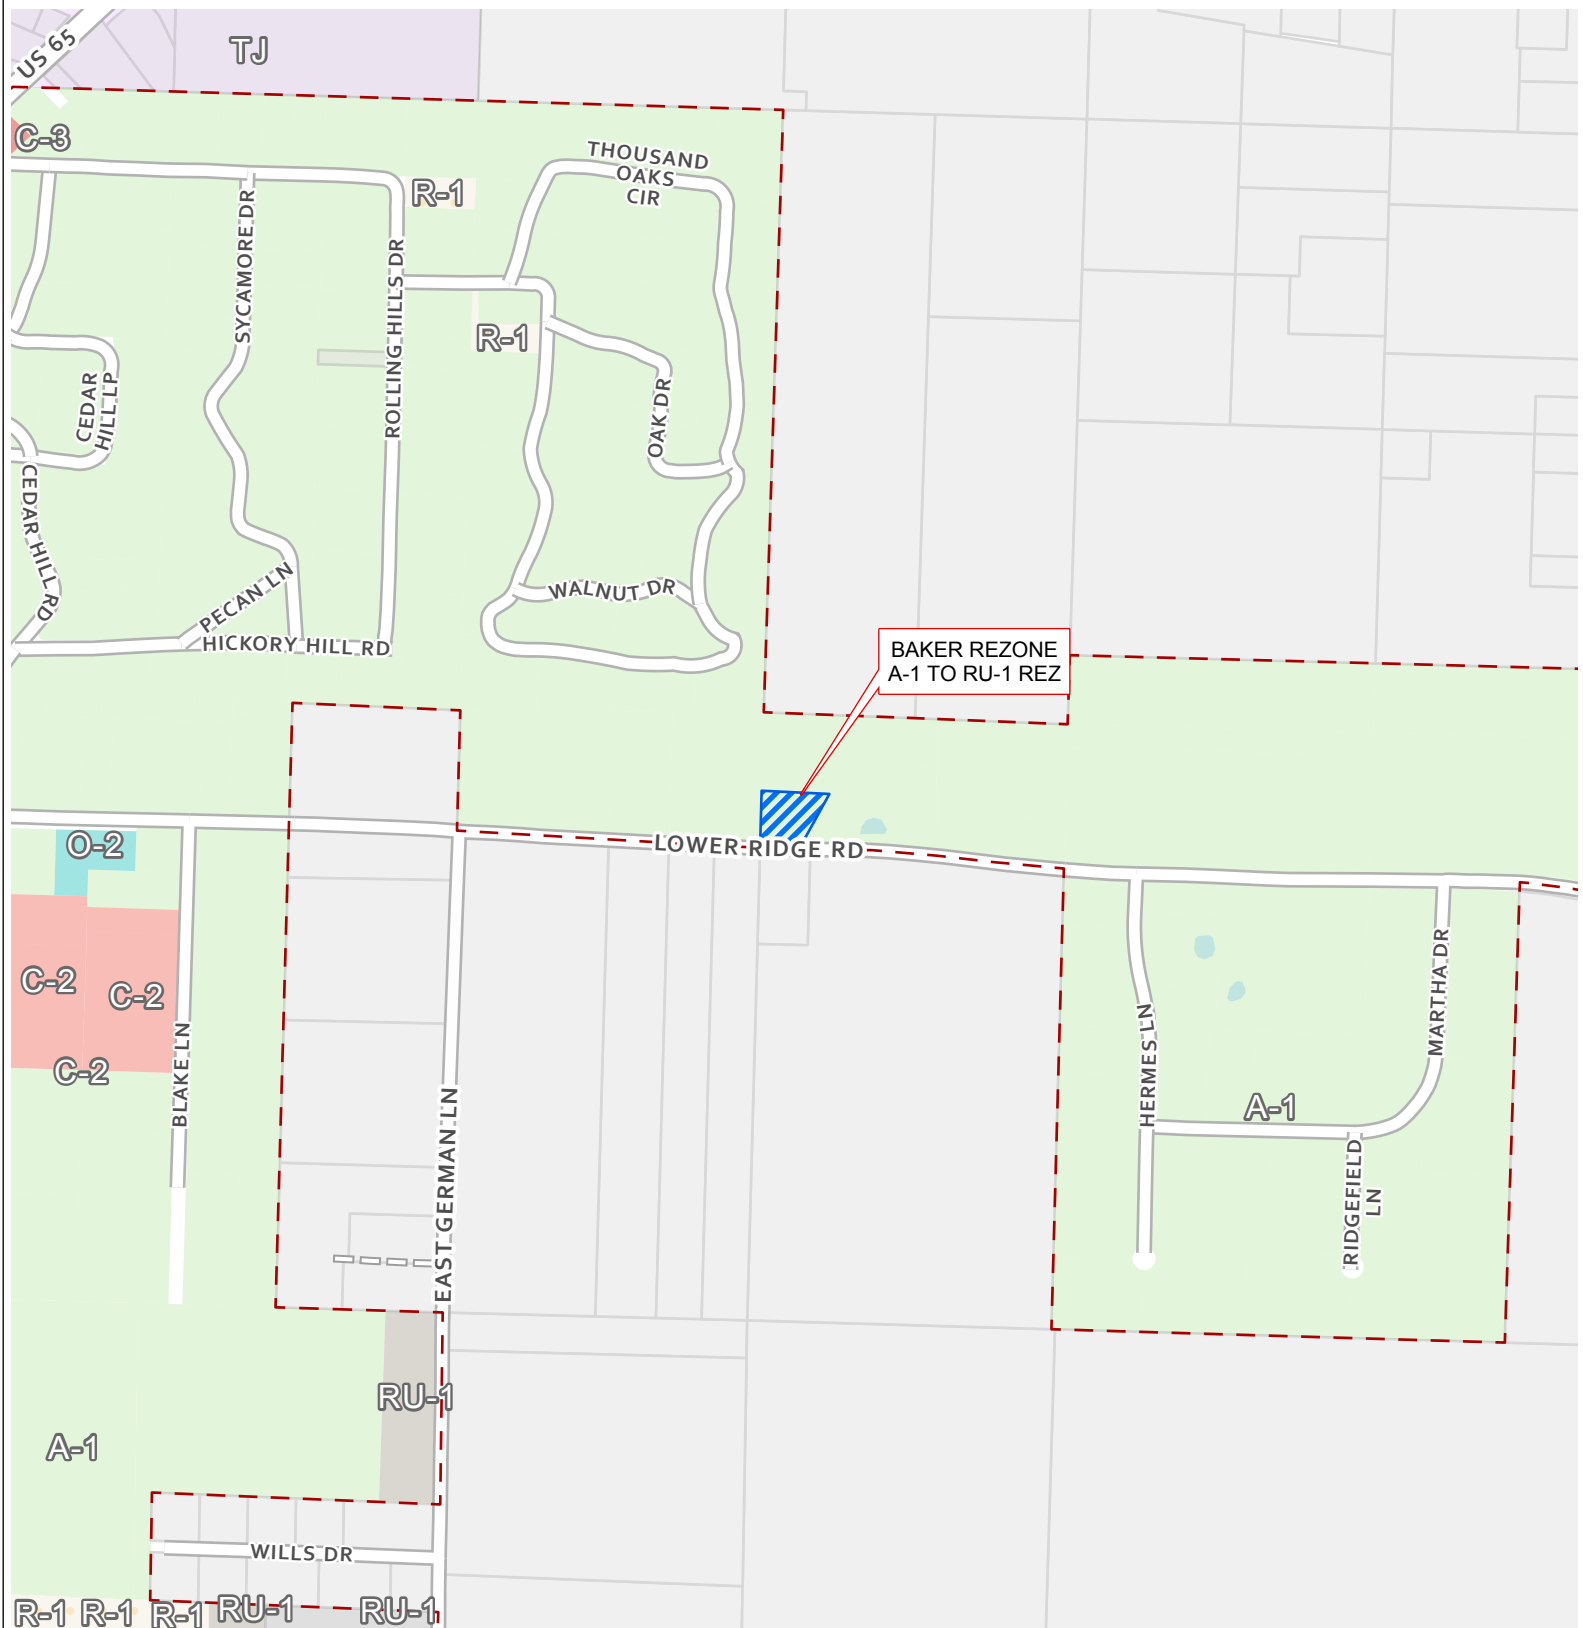 US 65
TJ
C-3
THOUSAND
OAKS
CIR
R-1
SYCAMORE DR
ROLLING HILLS DR
R-1
CEDAR
HILL LP
OAK DR
CEDAR HILL RD
PECAN LN
WALNUT DR
HICKORY HILL RD
BAKER REZONE
A-1 TO RU-1 REZ
O-2
LOWER RIDGE RD
C-2
C-2
C-2
BLAKE LN
EAST GERMAN LN
HERMES LN
MARTHA DR
A-1
RIDGEFIELD
LN
RU-1
A-1
WILLS DR
R-1
R-1
R-1
RU-1
RU-1